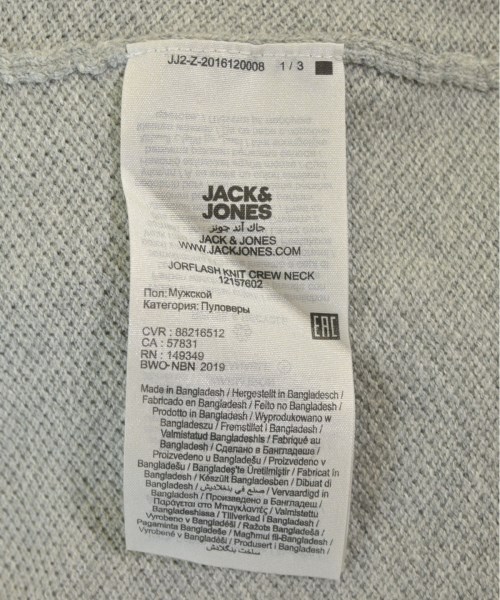 JJ2-Z-2016120008 1 / 3
JACK&
JONES
جاك آند جونز
JACK & JONES
WWW.JACKJONES.COM
JORFLASH KNIT CREW NECK
12157602
Пол: Мужской
Категория: Пуловеры
EAC
CVR : 88216512
CA : 57831
RN : 149349
BWO-NBN 2019
Made in Bangladesh / Hergestellt in Bangladesch /
Fabricado en Bangladesh / Feito no Bangladesh /
Prodotto in Bangladesh / Wyprodukowano w
Bangladeszu / Fremstillet i Bangladesh /
Valmistatud Bangladeshis / Fabriqué au
Bangladesh / Сделано в Бангладеше /
Proizvedeno u Bangladešu / Proizvedeno v
Bangladešu / Bangladeş'te Üretilmiştir / Fabricat în
Bangladesh / Készült Bangladesben / Dibuat di
Bangladesh / صنع في بنغلاديش / Vervaardigd in
Bangladesh / Произведено в Бангладеш /
Παράγεται στο Μπαγκλαντές / Valmistettu
Bangladeshissa / Tillverkad i Bangladesh /
Vyrobeno v Bangladéši / Ražots Bangladešā /
Pagaminta Bangladeše / Magħmul fil-Bangladesh /
Vyrobené v Bangladéši / Produsert i Bangladesh /
ساخت بنگلادش